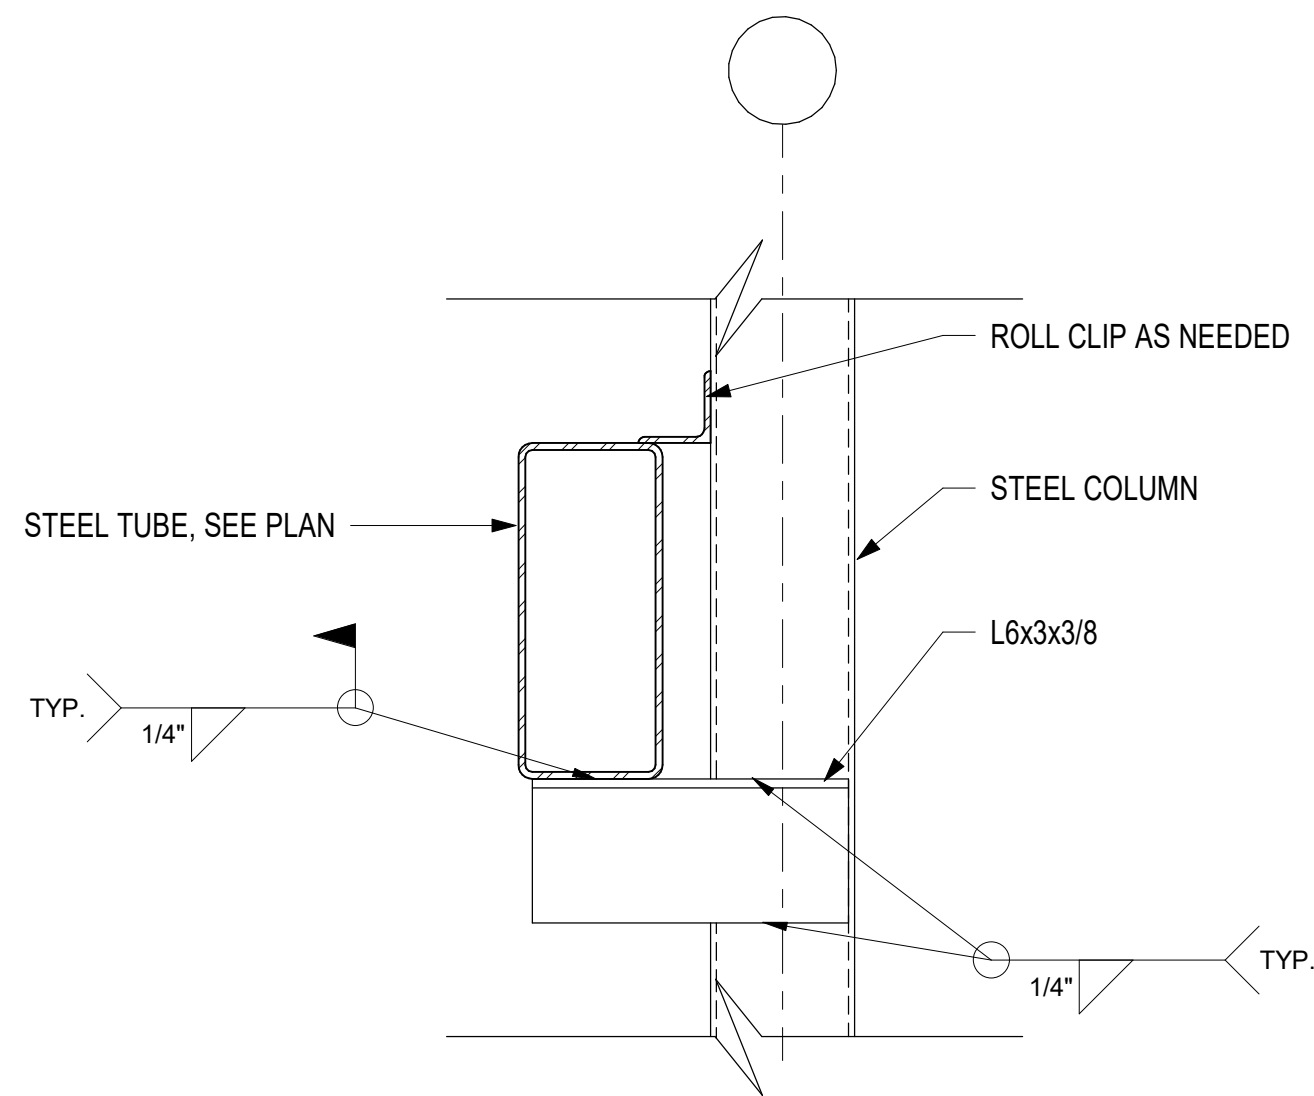 ROLL CLIP AS NEEDED
STEEL COLUMN
STEEL TUBE, SEE PLAN
L6x3x3/8
TYP.
1/4"
TYP.
1/4"